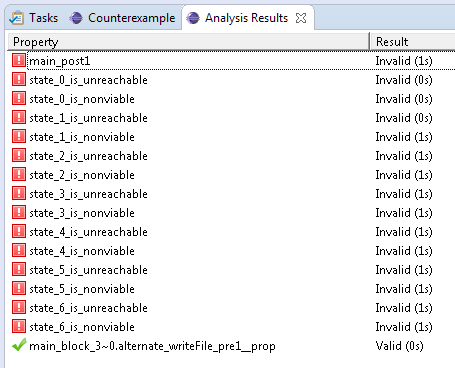 Tasks Counterexample Analysis Results
Property Result
main_post1 Invalid (1s)
state_0_is_unreachable Invalid (0s)
state_0_is_nonviable Invalid (0s)
state_1_is_unreachable Invalid (0s)
state_1_is_nonviable Invalid (1s)
state_2_is_unreachable Invalid (1s)
state_2_is_nonviable Invalid (1s)
state_3_is_unreachable Invalid (1s)
state_3_is_nonviable Invalid (1s)
state_4_is_unreachable Invalid (1s)
state_4_is_nonviable Invalid (1s)
state_5_is_unreachable Invalid (1s)
state_5_is_nonviable Invalid (1s)
state_6_is_unreachable Invalid (1s)
state_6_is_nonviable Invalid (1s)
main_block_3~0.alternate_writeFile_pre1__prop Valid (0s)